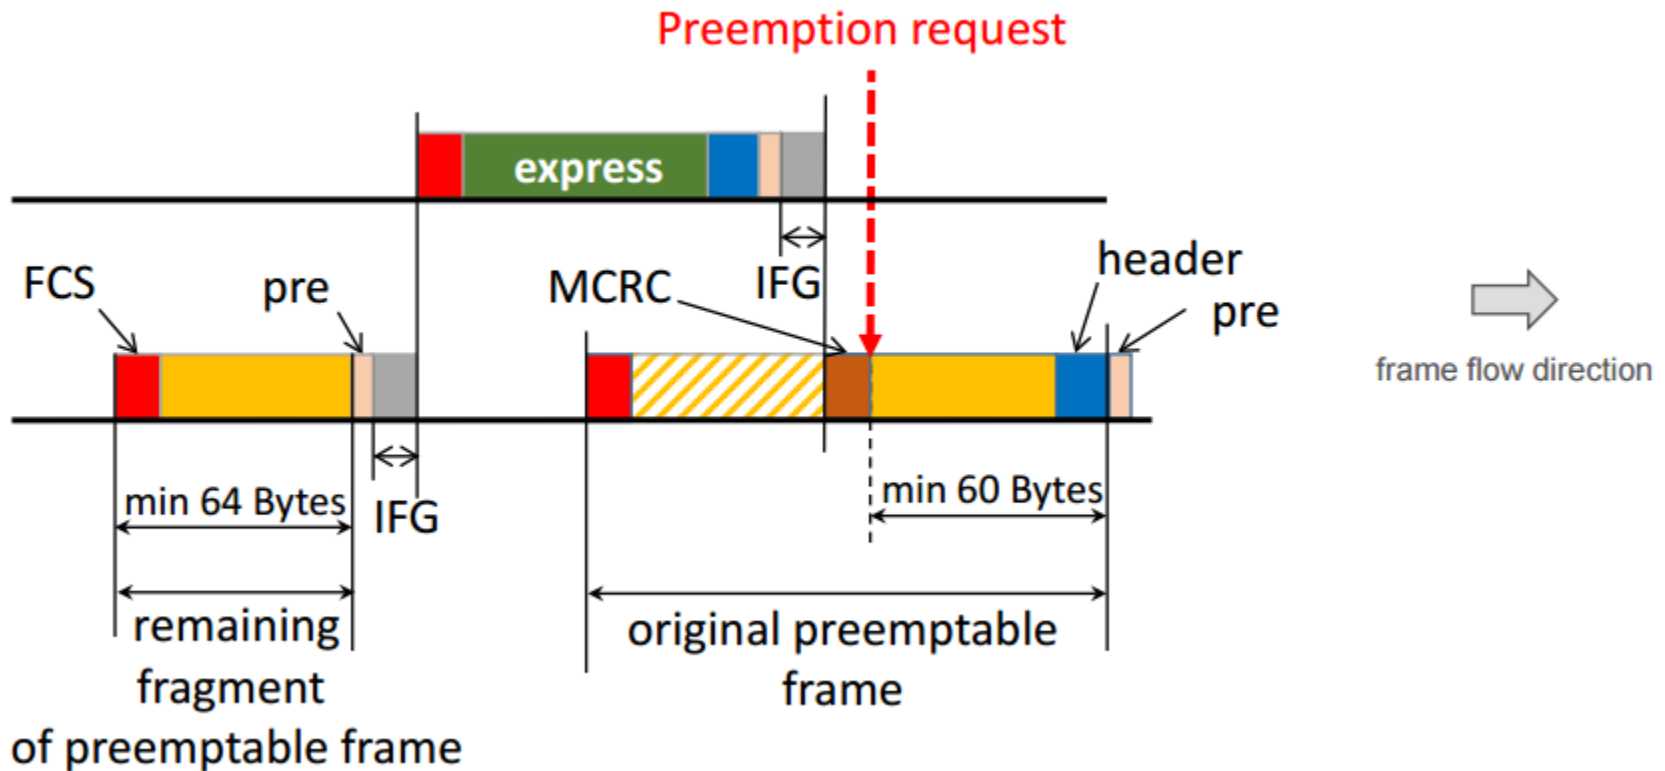 Preemption request
express
FCS
pre
MCRC
IFG
header
pre
frame flow direction
min 64 Bytes
IFG
min 60 Bytes
remaining
fragment
of preemptable frame
original preemptable
frame